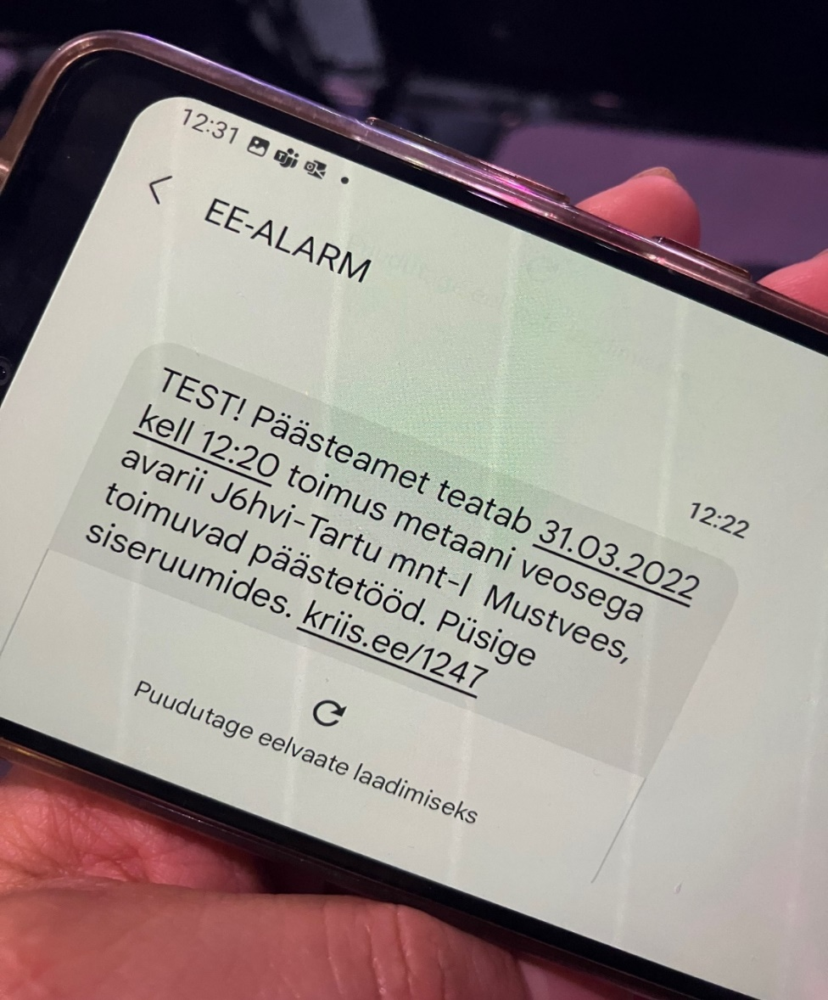 12:31
EE-ALARM
TEST! Päästeamet teatab 31.03.2022
kell 12:20 toimus metaani veosega
avarii J6hvi-Tartu mnt-l Mustvees,
toimuvad päästetööd. Püsige
siseruumides. kriis.ee/1247
12:22
Puudutage eelvaate laadimiseks